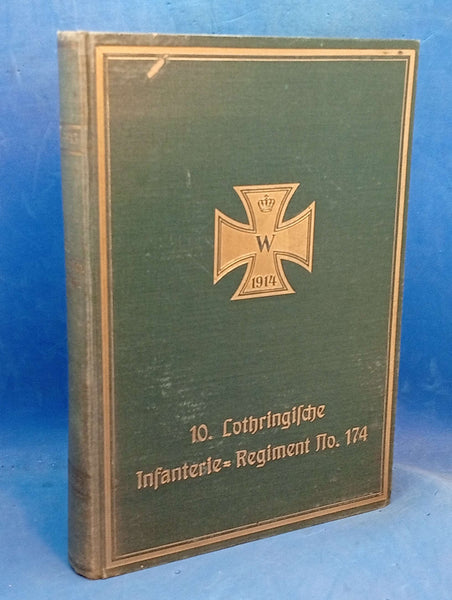 W
1914
10. Lothringiſche
Infanterie= Regiment No. 174